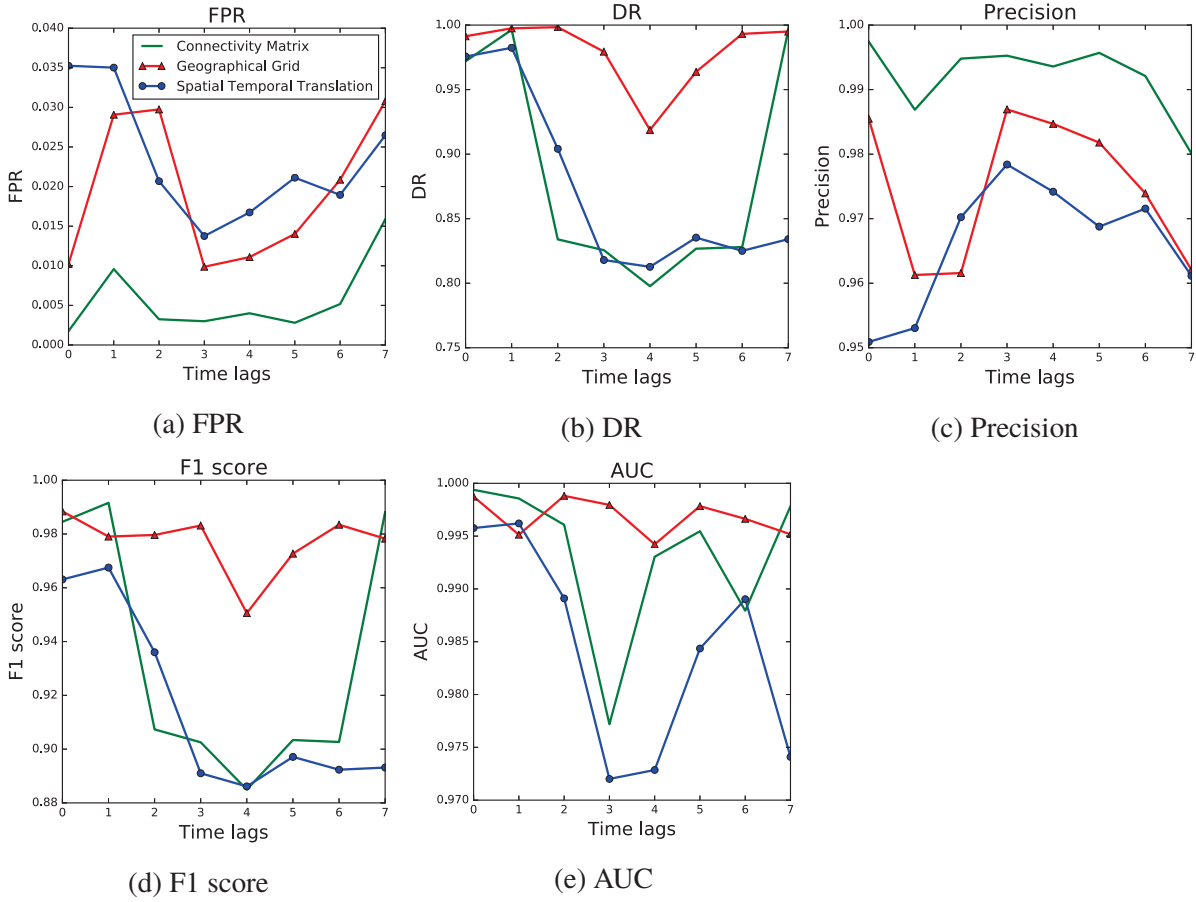 FPR
0.040
0.035
0.030
0.025
0.020
0.015
0.010
0.005
0.000
FPR
Connectivity Matrix
Geographical Grid
Spatial Temporal Translation
0 1 2 3 4 5 6 7
Time lags
(a) FPR
DR
1.00
0.95
0.90
0.85
0.80
0.75
DR
0 1 2 3 4 5 6 7
Time lags
(b) DR
Precision
1.00
0.99
0.98
0.97
0.96
0.95
Precision
0 1 2 3 4 5 6 7
Time lags
(c) Precision
F1 score
1.00
0.98
0.96
0.94
0.92
0.90
0.88
F1 score
0 1 2 3 4 5 6 7
Time lags
(d) F1 score
AUC
1.000
0.995
0.990
0.985
0.980
0.975
0.970
AUC
0 1 2 3 4 5 6 7
Time lags
(e) AUC